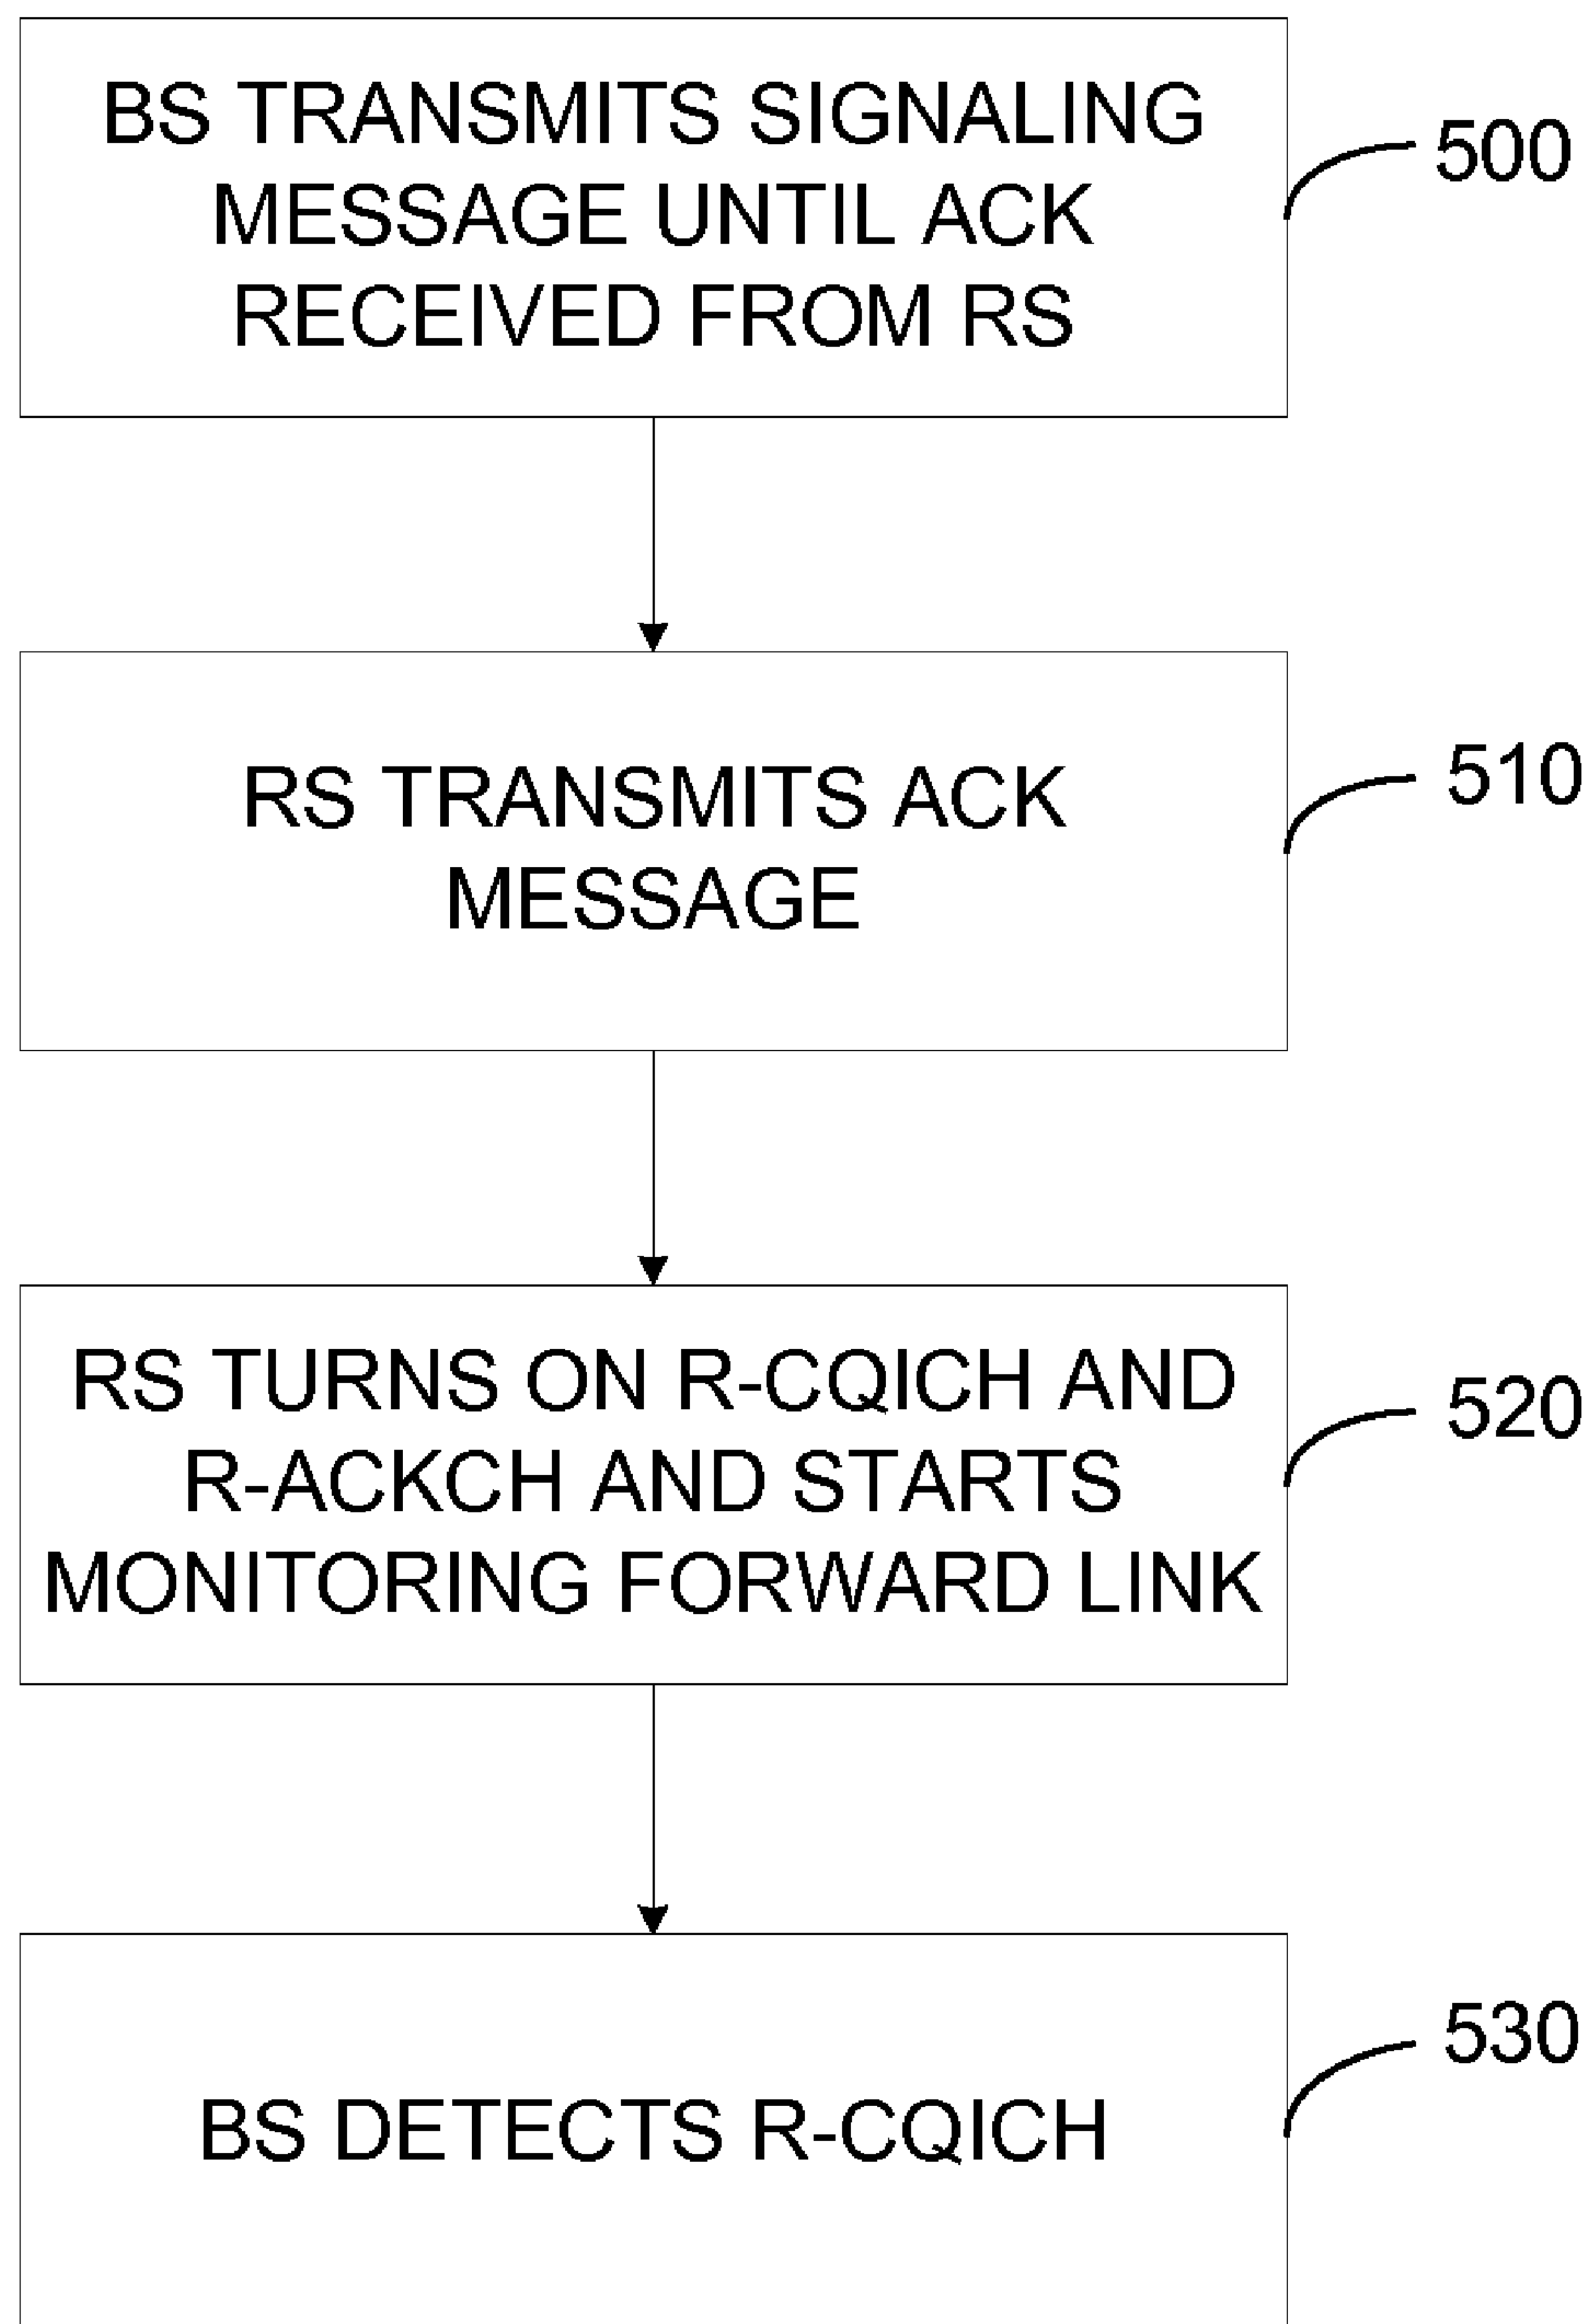 BS TRANSMITS SIGNALING
MESSAGE UNTIL ACK
RECEIVED FROM RS
500
RS TRANSMITS ACK
MESSAGE
510
RS TURNS ON R-CQICH AND
R-ACKCH AND STARTS
MONITORING FORWARD LINK
520
BS DETECTS R-CQICH
530